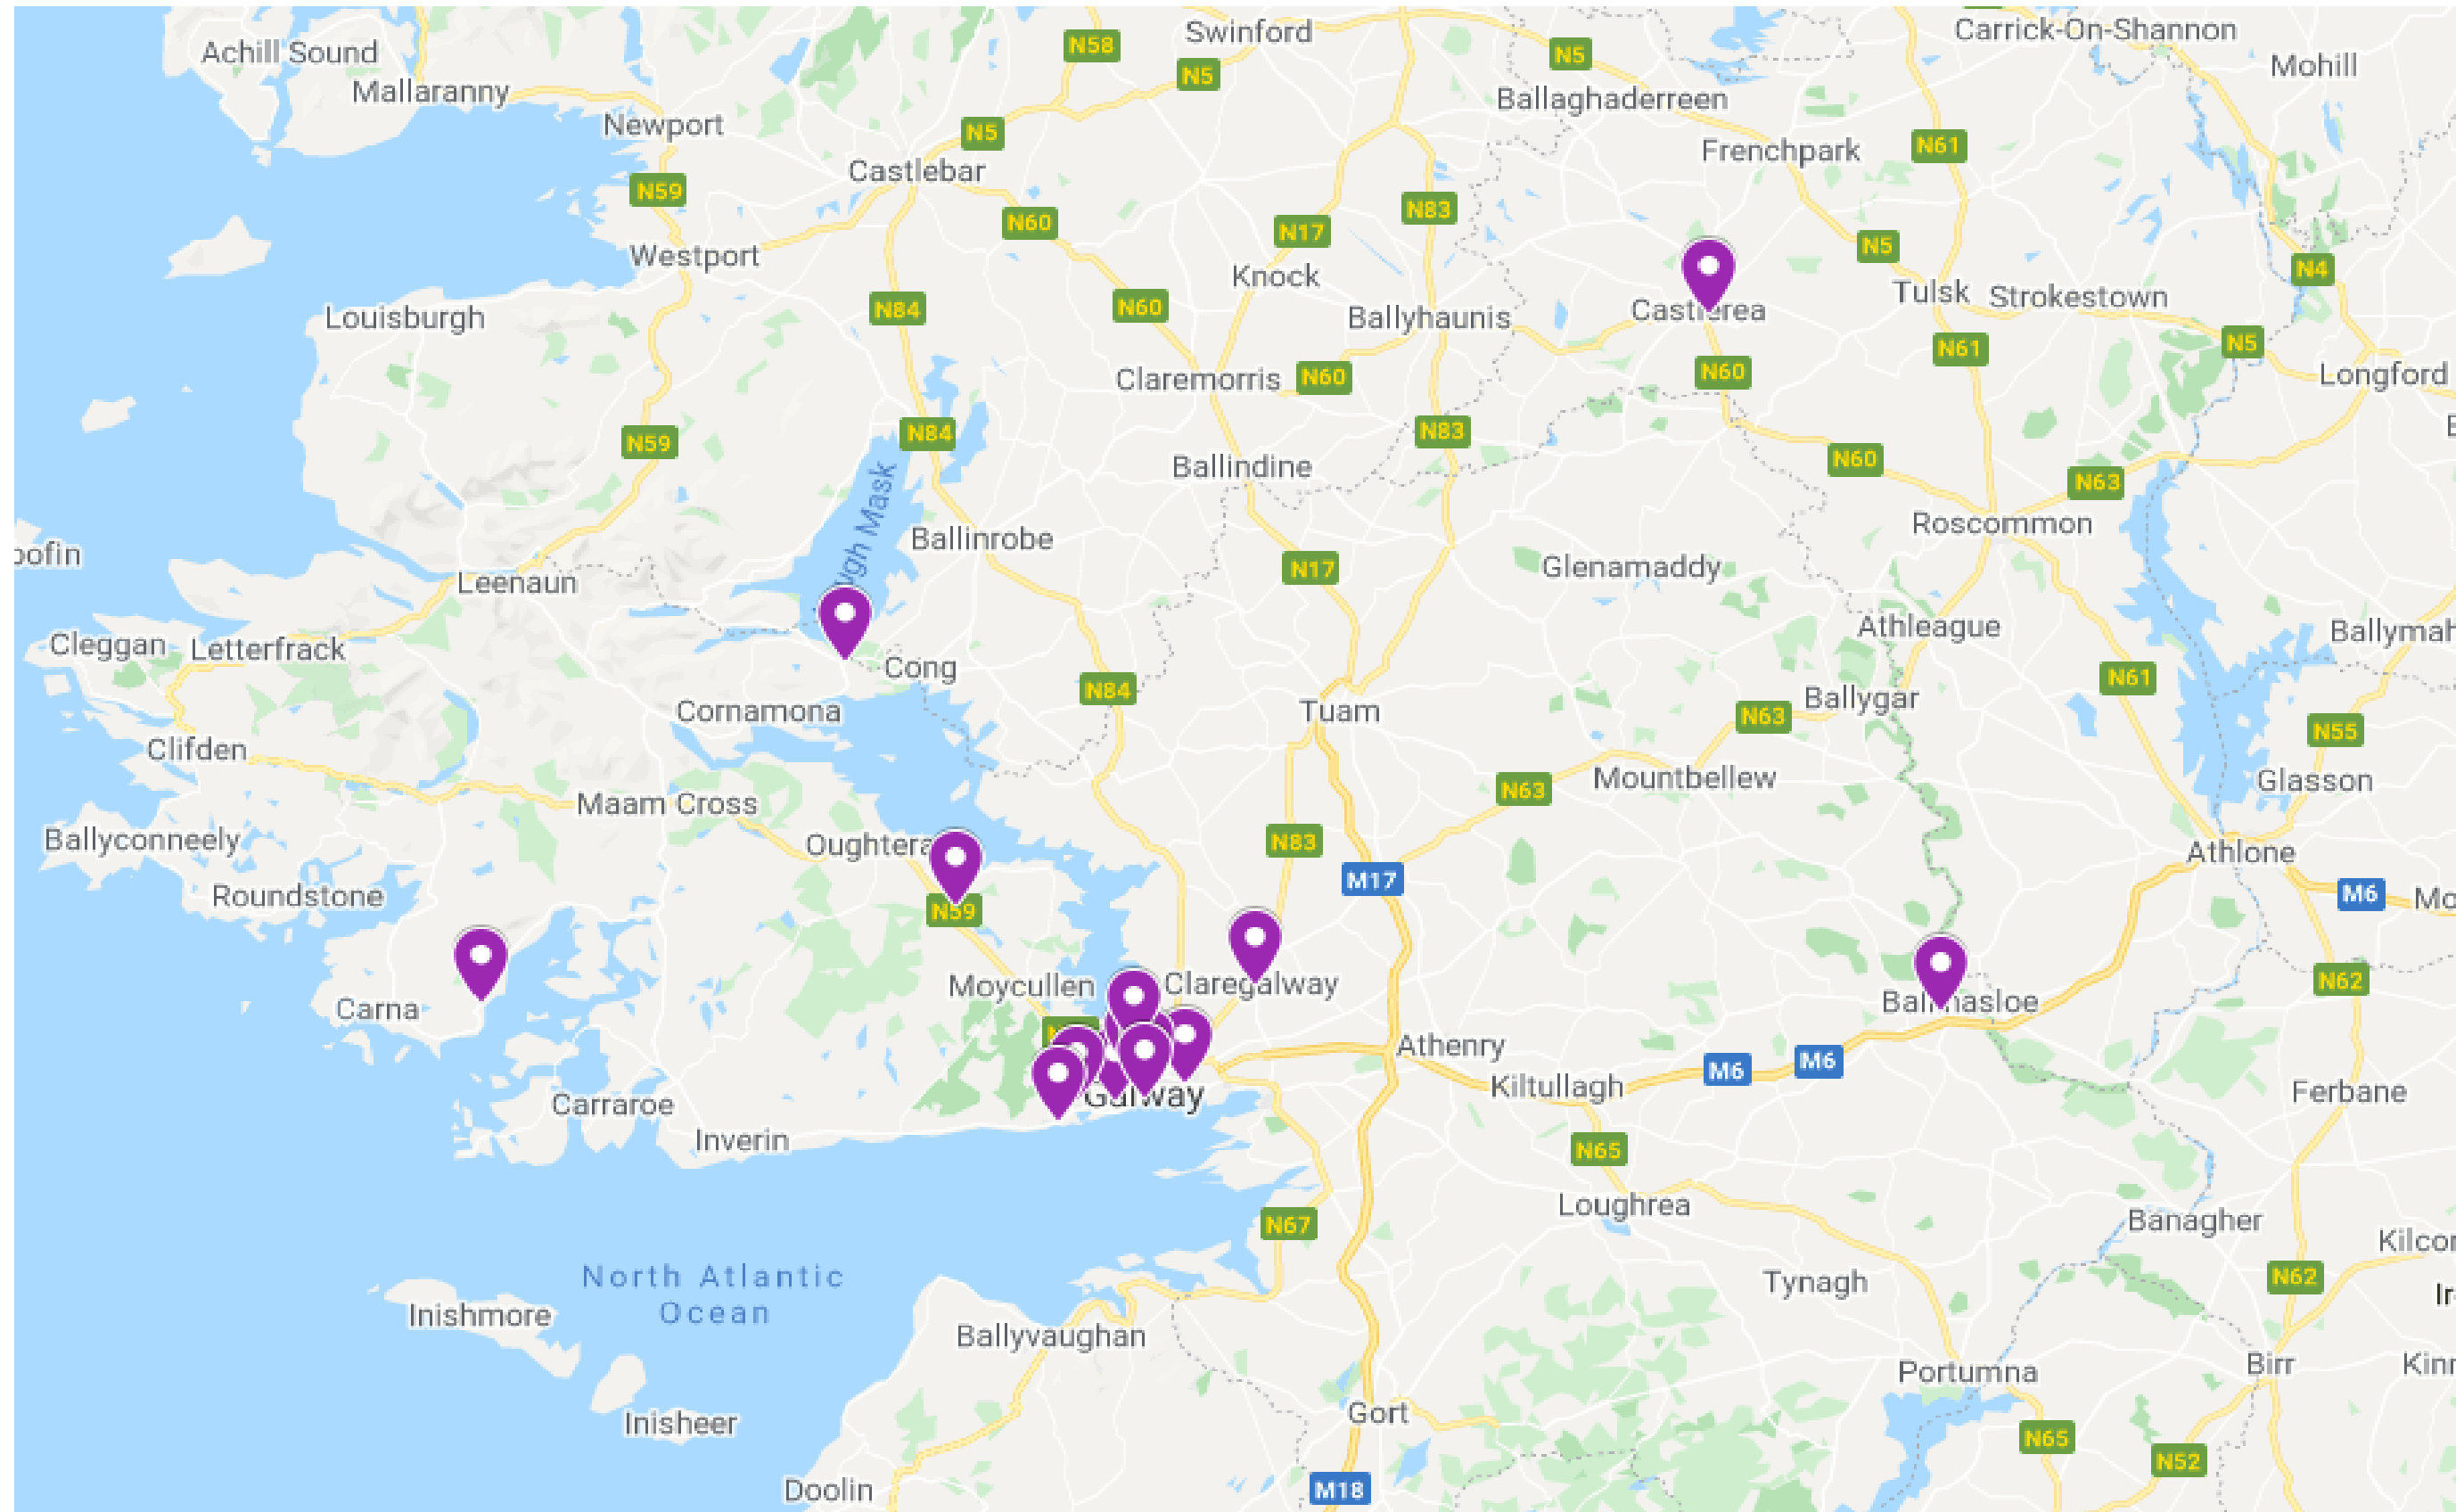 Achill Sound
Mallaranny
Newport
N58
Swinford
N5
N5
Carrick-On-Shannon
Mohill
Ballaghaderreen
Frenchpark
N61
N5
Castlebar
N59
N60
N17
N83
N5
N4
Westport
Knock
Louisburgh
N84
N60
Ballyhaunis
Tulsk
Strokestown
N61
N5
Claremorris
N60
N60
Longford
N59
N84
N83
Ballindine
N60
N63
Mask
Ballinrobe
Roscommon
Leenaun
N17
Glenamaddy
Athleague
Cleggan
Letterfrack
Cong
N84
N61
Cornamona
Tuam
N63
Ballygar
Clifden
N55
Maam Cross
N63
Mountbellew
Glasson
Ballyconneely
N83
Athlone
Roundstone
N59
M17
M6
Moycullen
Claregalway
N62
Carna
Athenry
M6
M6
Kiltullagh
Galway
Carraroe
Inverin
Ferbane
N65
Loughrea
N67
Banagher
North Atlantic
Ocean
Tynagh
N62
Inishmore
Ballyvaughan
Portumna
Birr
Inisheer
Gort
N65
N52
Doolin
M18